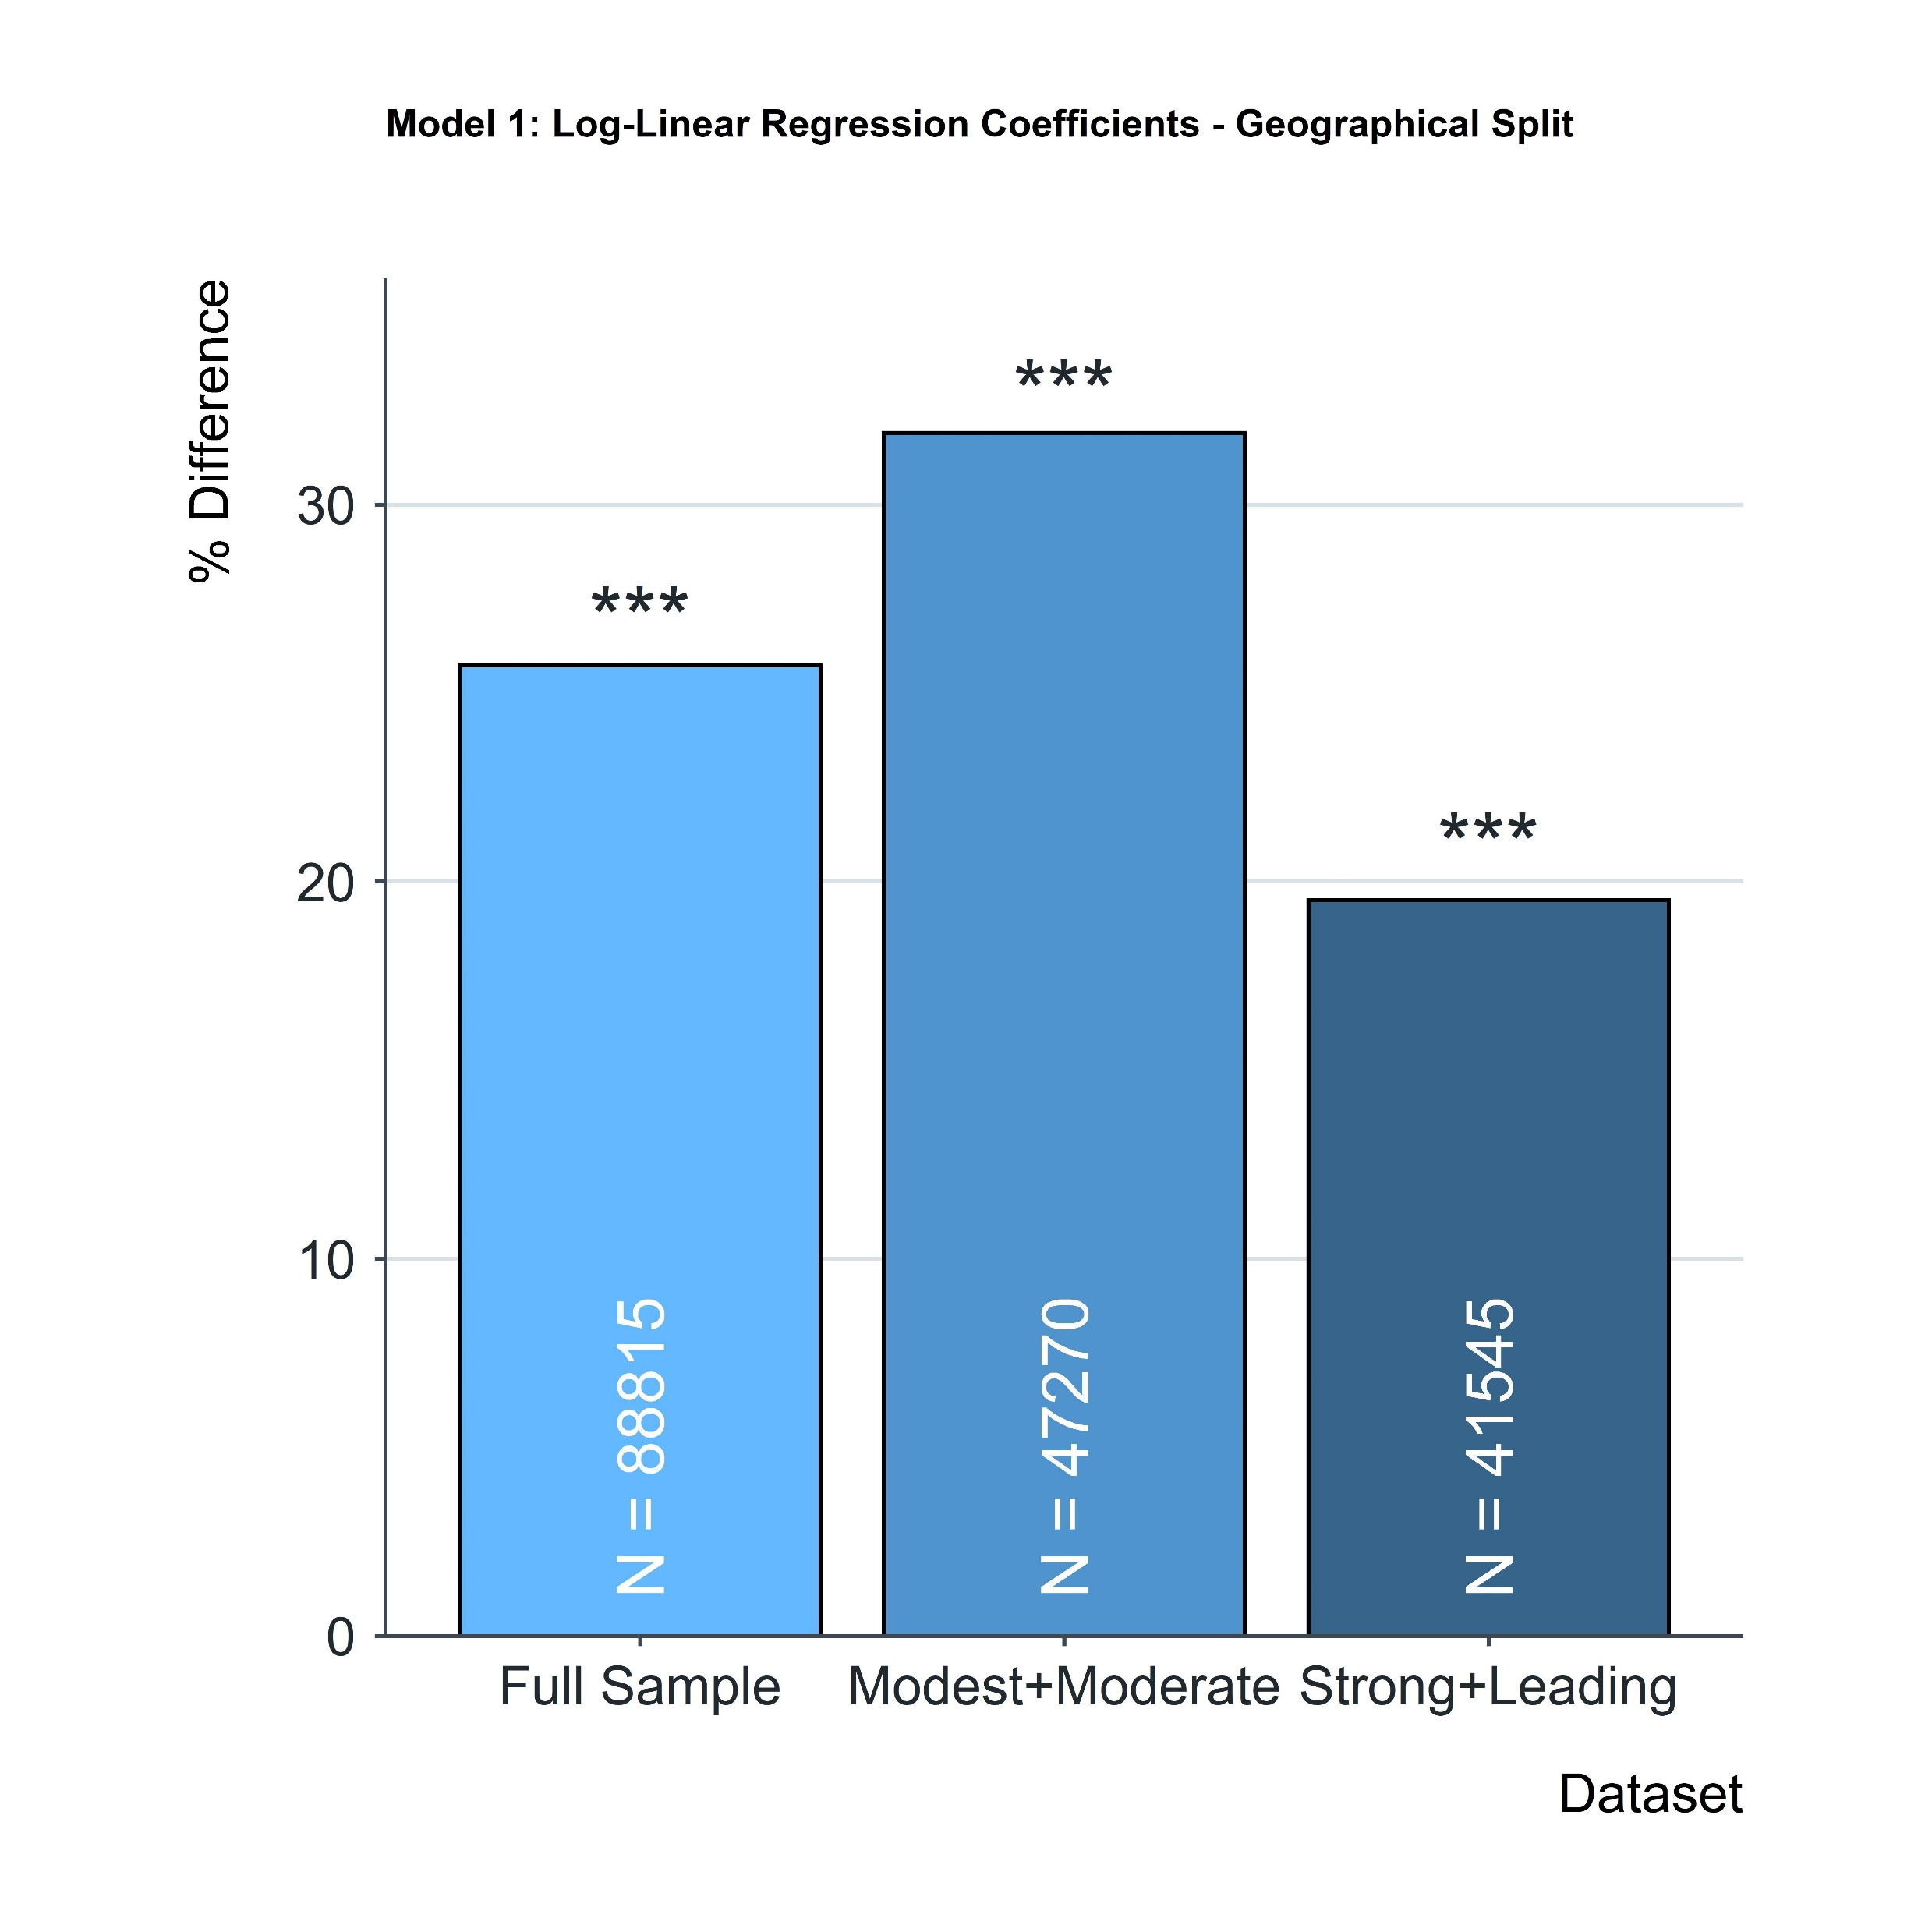 Model 1: Log-Linear Regression Coefficients - Geographical Split
% Difference
30
20
10
0
***
***
***
N = 88815
N = 47270
N = 41545
Full Sample
Modest+Moderate
Strong+Leading
Dataset